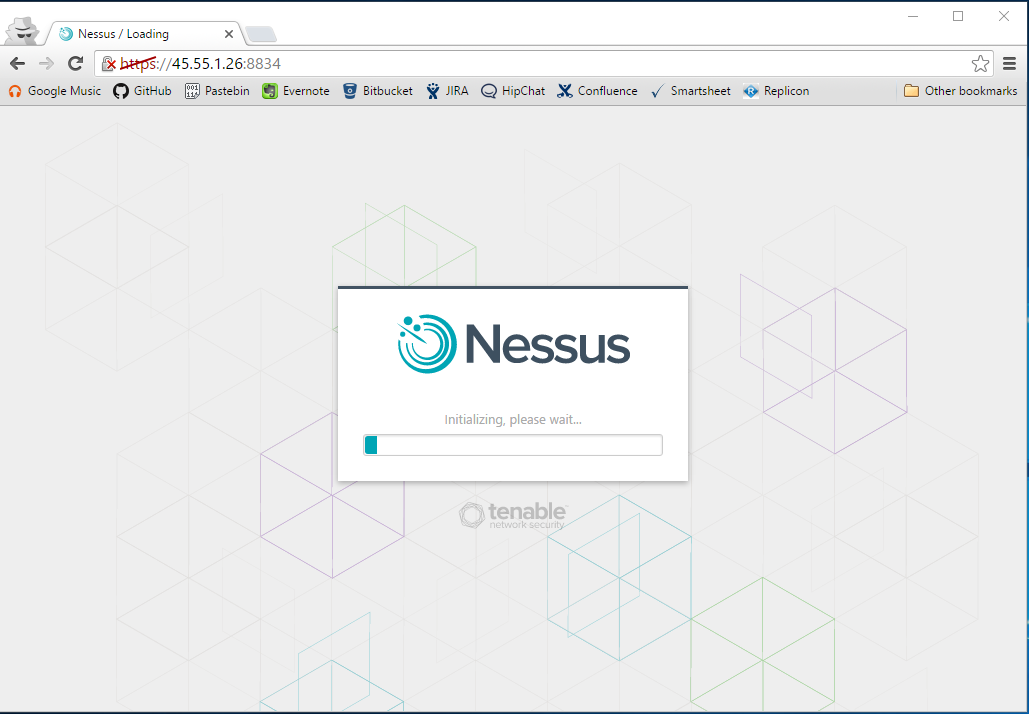 Nessus / Loading
https://45.55.1.26:8834
Google Music GitHub Pastebin Evernote Bitbucket JIRA HipChat Confluence Smartsheet Replicon Other bookmarks
Nessus
Initializing, please wait...
tenable
network security